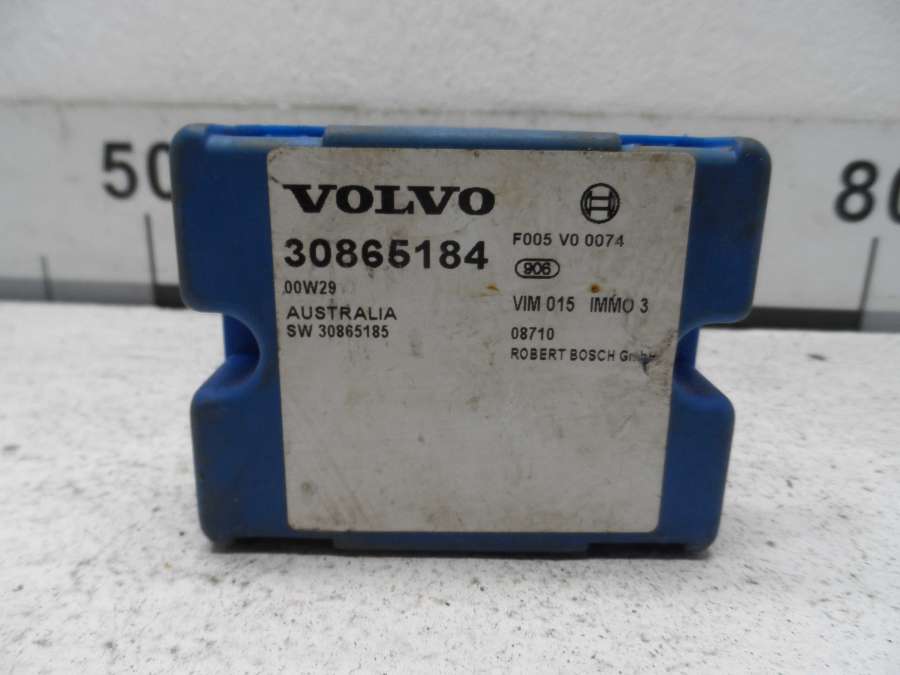 50
80
VOLVO
30865184
00W29
AUSTRALIA
SW 30865185
F005 V0 0074
906
VIM 015 IMMO 3
08710
ROBERT BOSCH GmbH